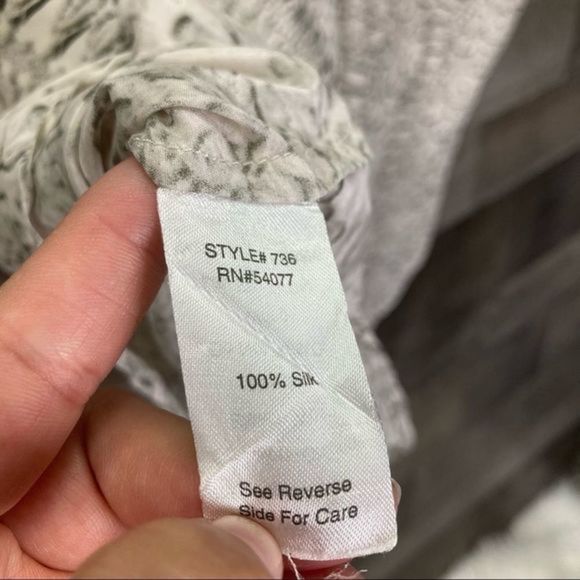 STYLE# 736
RN#54077
100% Silk
See Reverse
Side For Care